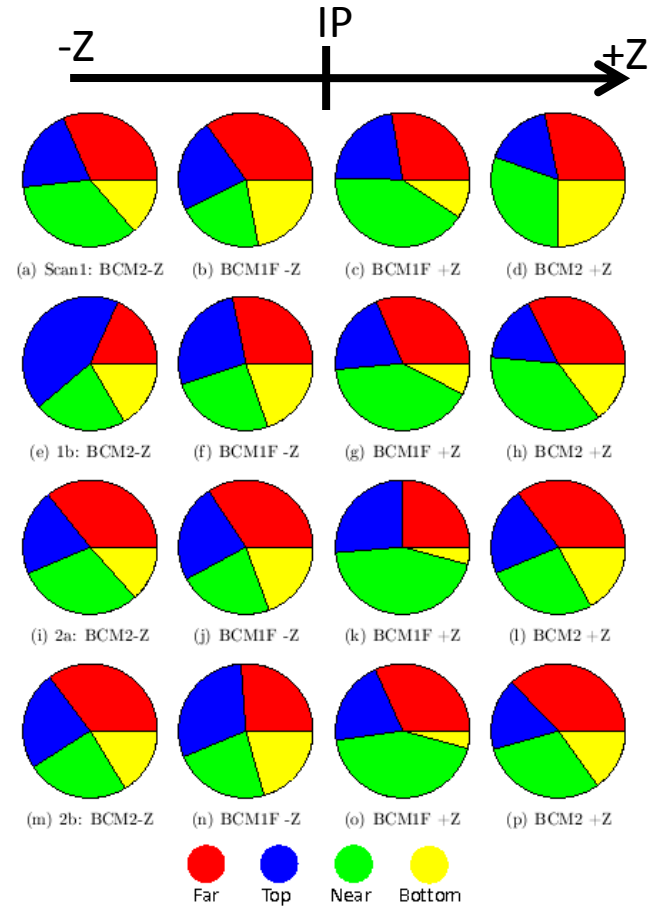 IP
-Z
+Z
(a) Scan1: BCM2-Z (b) BCM1F -Z (c) BCM1F +Z (d) BCM2 +Z
(e) 1b: BCM2-Z (f) BCM1F -Z (g) BCM1F +Z (h) BCM2 +Z
(i) 2a: BCM2-Z (j) BCM1F -Z (k) BCM1F +Z (l) BCM2 +Z
(m) 2b: BCM2-Z (n) BCM1F -Z (o) BCM1F +Z (p) BCM2 +Z
Far Top Near Bottom